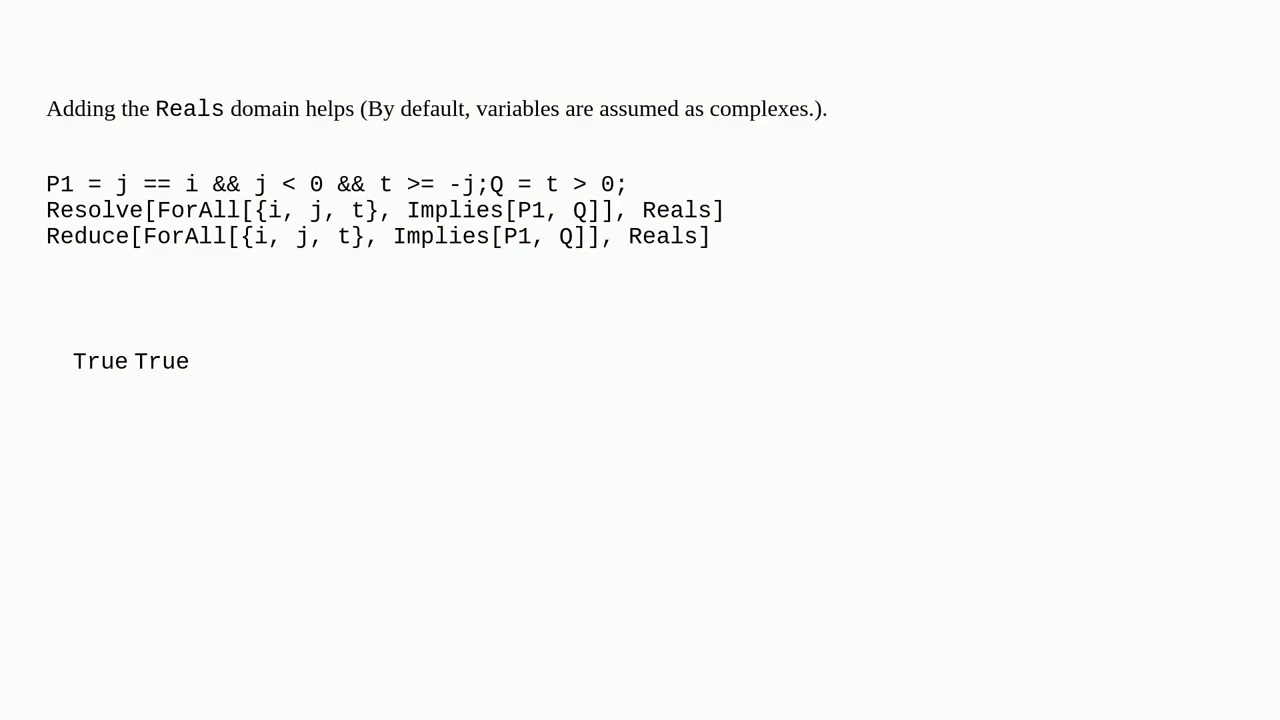 Adding the Reals domain helps (By default, variables are assumed as complexes.).
P1 = j == i && j < 0 && t >= -j;Q = t > 0;
Resolve[ForAll[{i, j, t}, Implies[P1, Q]], Reals]
Reduce[ForAll[{i, j, t}, Implies[P1, Q]], Reals]
True True